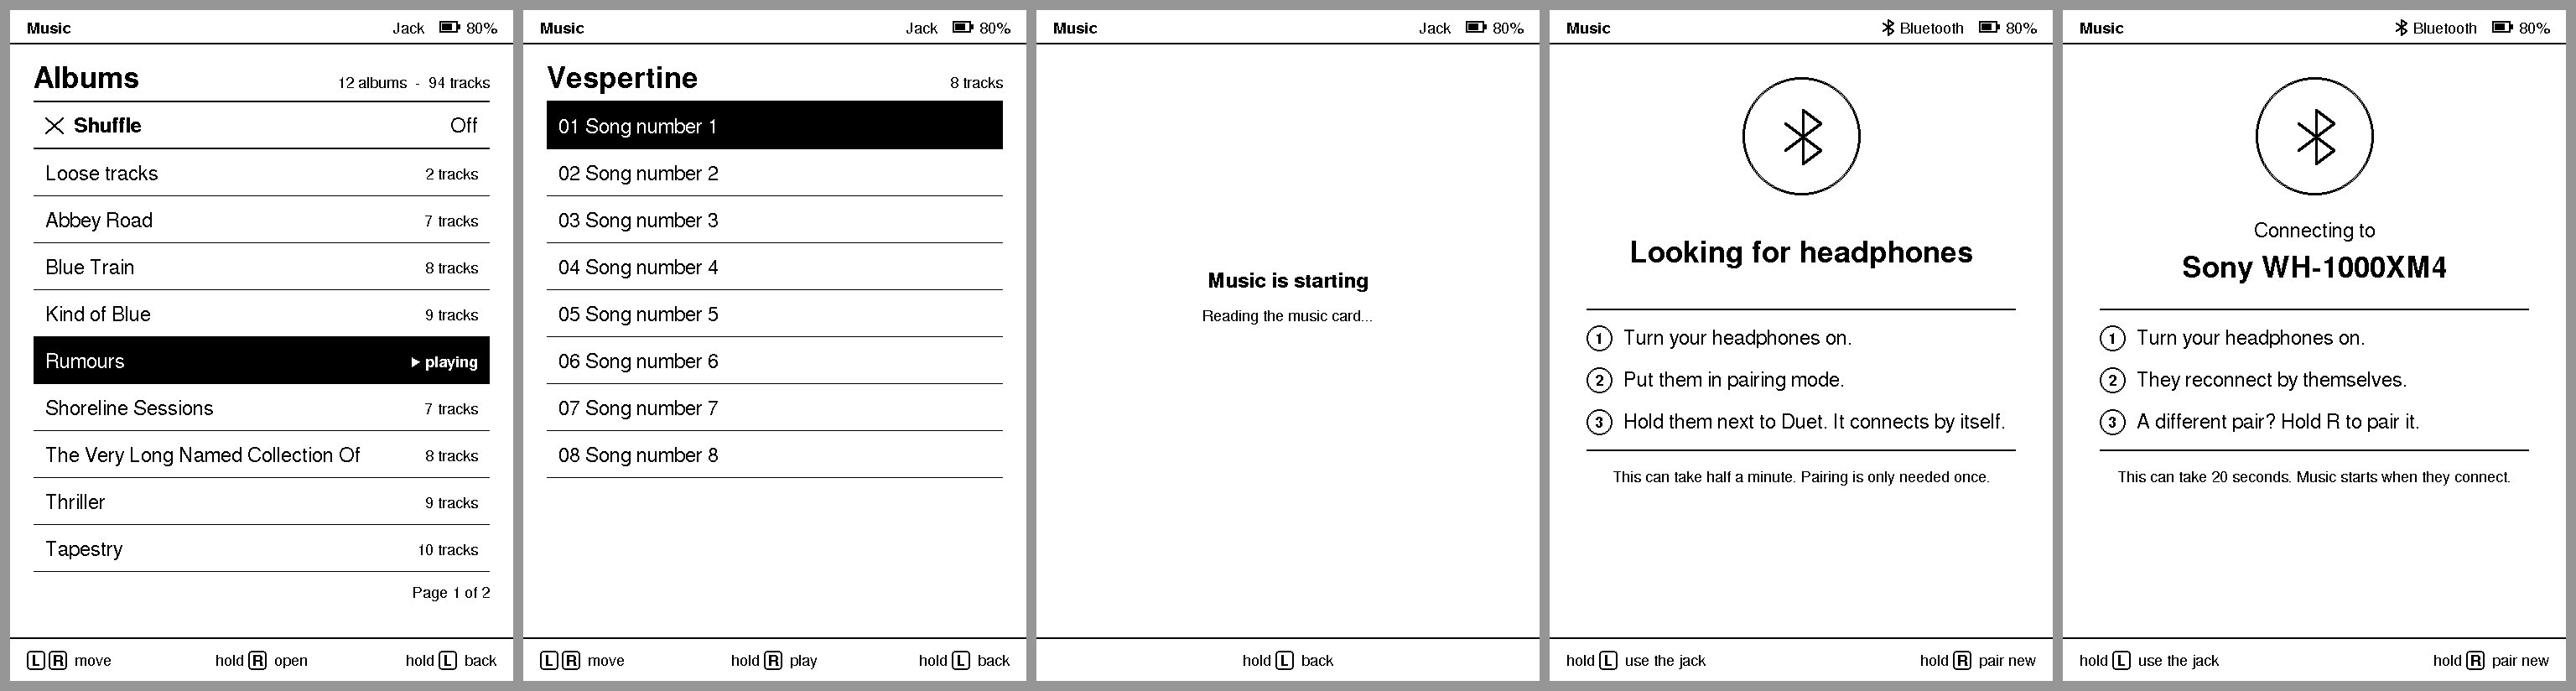 Music Jack 80%
Albums 12 albums - 94 tracks
Shuffle Off
Loose tracks 2 tracks
Abbey Road 7 tracks
Blue Train 8 tracks
Kind of Blue 9 tracks
Rumours playing
Shoreline Sessions 7 tracks
The Very Long Named Collection Of 8 tracks
Thriller 9 tracks
Tapestry 10 tracks
Page 1 of 2
L R move hold R open hold L back
Music Jack 80%
Vespertine 8 tracks
01 Song number 1
02 Song number 2
03 Song number 3
04 Song number 4
05 Song number 5
06 Song number 6
07 Song number 7
08 Song number 8
L R move hold R play hold L back
Music Jack 80%
Music is starting
Reading the music card...
hold L back
Music Bluetooth 80%
Looking for headphones
1 Turn your headphones on.
2 Put them in pairing mode.
3 Hold them next to Duet. It connects by itself.
This can take half a minute. Pairing is only needed once.
hold L use the jack hold R pair new
Music Bluetooth 80%
Connecting to
Sony WH-1000XM4
1 Turn your headphones on.
2 They reconnect by themselves.
3 A different pair? Hold R to pair it.
This can take 20 seconds. Music starts when they connect.
hold L use the jack hold R pair new